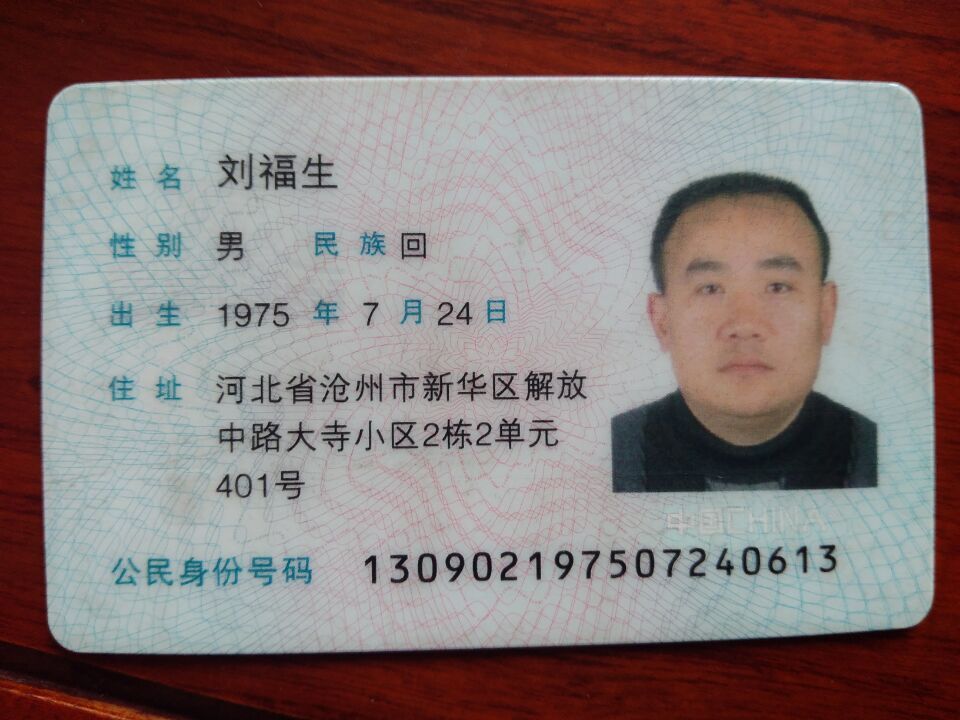 姓名 刘福生
性别 男 民族 回
出生 1975 年 7 月 24 日
住址 河北省沧州市新华区解放
中路大寺小区2栋2单元
401号
中国CHINA
公民身份号码 130902197507240613